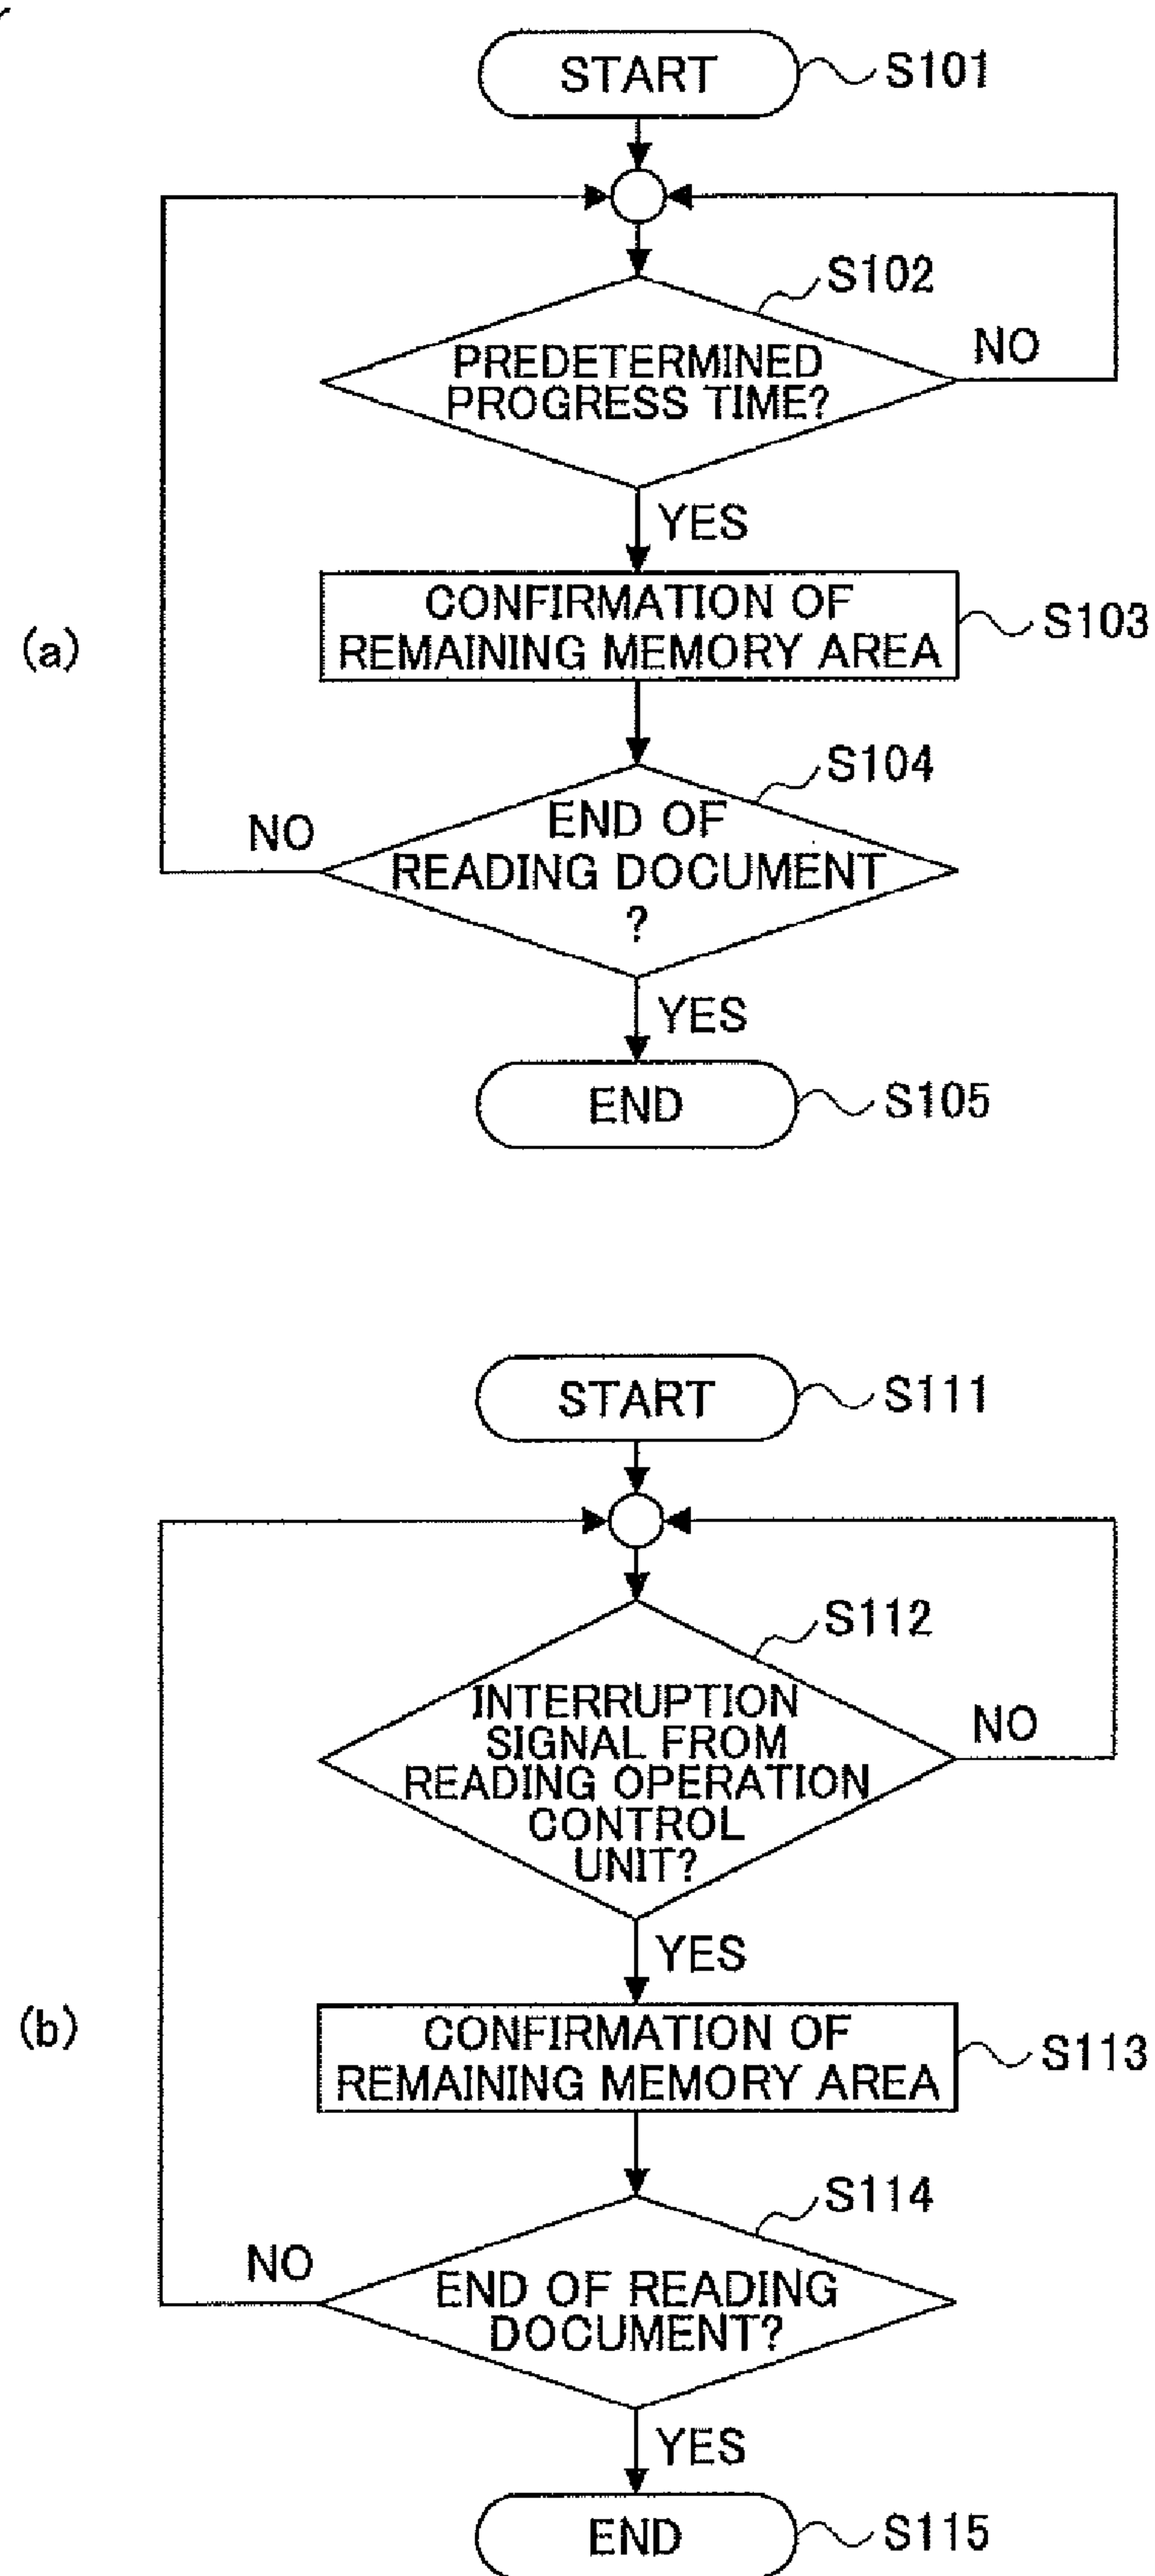 START
S101
S102
PREDETERMINED
PROGRESS TIME?
NO
YES
CONFIRMATION OF
REMAINING MEMORY AREA
S103
(a)
S104
END OF
READING DOCUMENT
?
NO
YES
END
S105
START
S111
S112
INTERRUPTION
SIGNAL FROM
READING OPERATION
CONTROL
UNIT?
NO
YES
CONFIRMATION OF
REMAINING MEMORY AREA
S113
(b)
S114
END OF READING
DOCUMENT?
NO
YES
END
S115